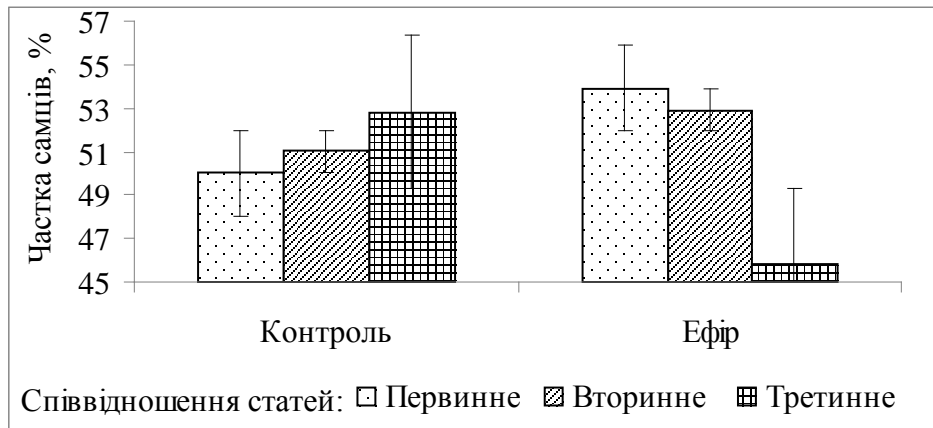 Частка самців, %
57
55
53
51
49
47
45
Контроль Ефір
Співвідношення статей: Первинне Вторинне Третинне